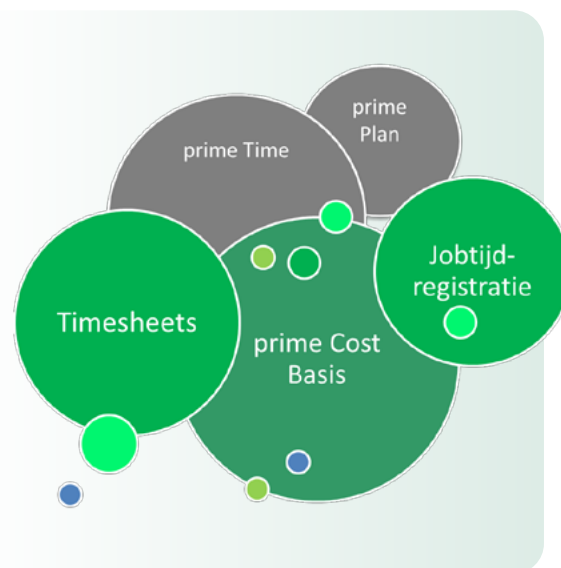 prime
Plan
prime Time
Jobtijd-
registratie
Timesheets
prime Cost
Basis